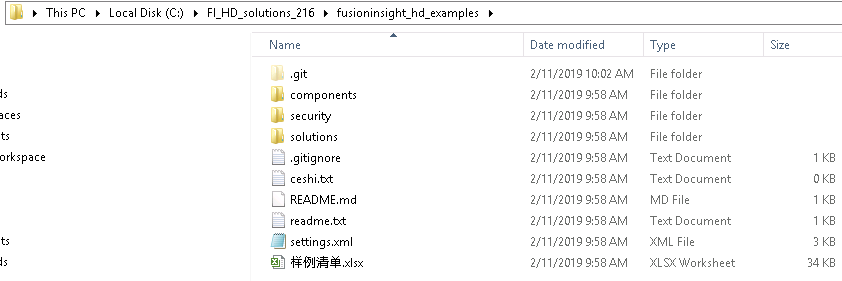 This PC Local Disk (C:) FI_HD_solutions_216 fusioninsight_hd_examples
Name Date modified Type Size
.git 2/11/2019 10:02 AM File folder
ds components 2/11/2019 9:58 AM File folder
aces security 2/11/2019 9:58 AM File folder
ts solutions 2/11/2019 9:58 AM File folder
orkspace .gitignore 2/11/2019 9:58 AM Text Document 1 KB
ceshi.txt 2/11/2019 9:58 AM Text Document 0 KB
README.md 2/11/2019 9:58 AM MD File 1 KB
readme.txt 2/11/2019 9:58 AM Text Document 1 KB
ts settings.xml 2/11/2019 9:58 AM XML File 3 KB
ds 样例清单.xlsx 2/11/2019 9:58 AM XLSX Worksheet 34 KB